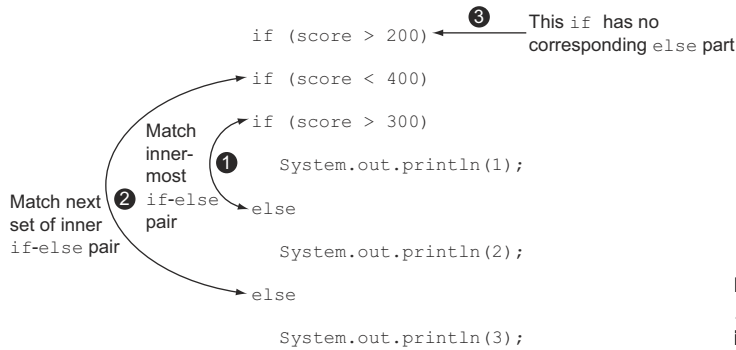 if (score > 200)
3
This if has no
corresponding else part
if (score < 400)
if (score > 300)
Match
inner-
most
if-else
pair
1
System.out.println(1);
Match next
set of inner
if-else pair
2
else
System.out.println(2);
else
System.out.println(3);